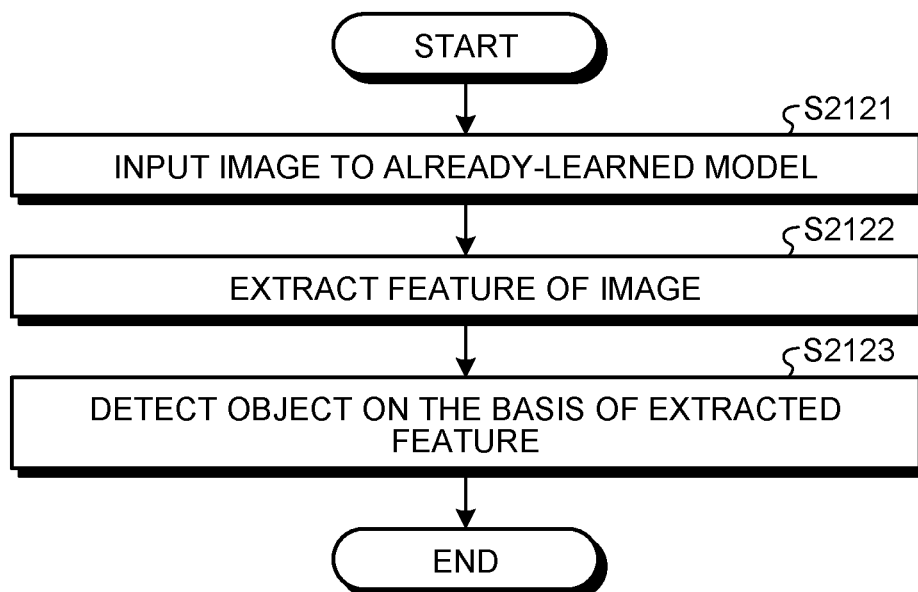 START
S2121
INPUT IMAGE TO ALREADY-LEARNED MODEL
S2122
EXTRACT FEATURE OF IMAGE
S2123
DETECT OBJECT ON THE BASIS OF EXTRACTED
FEATURE
END